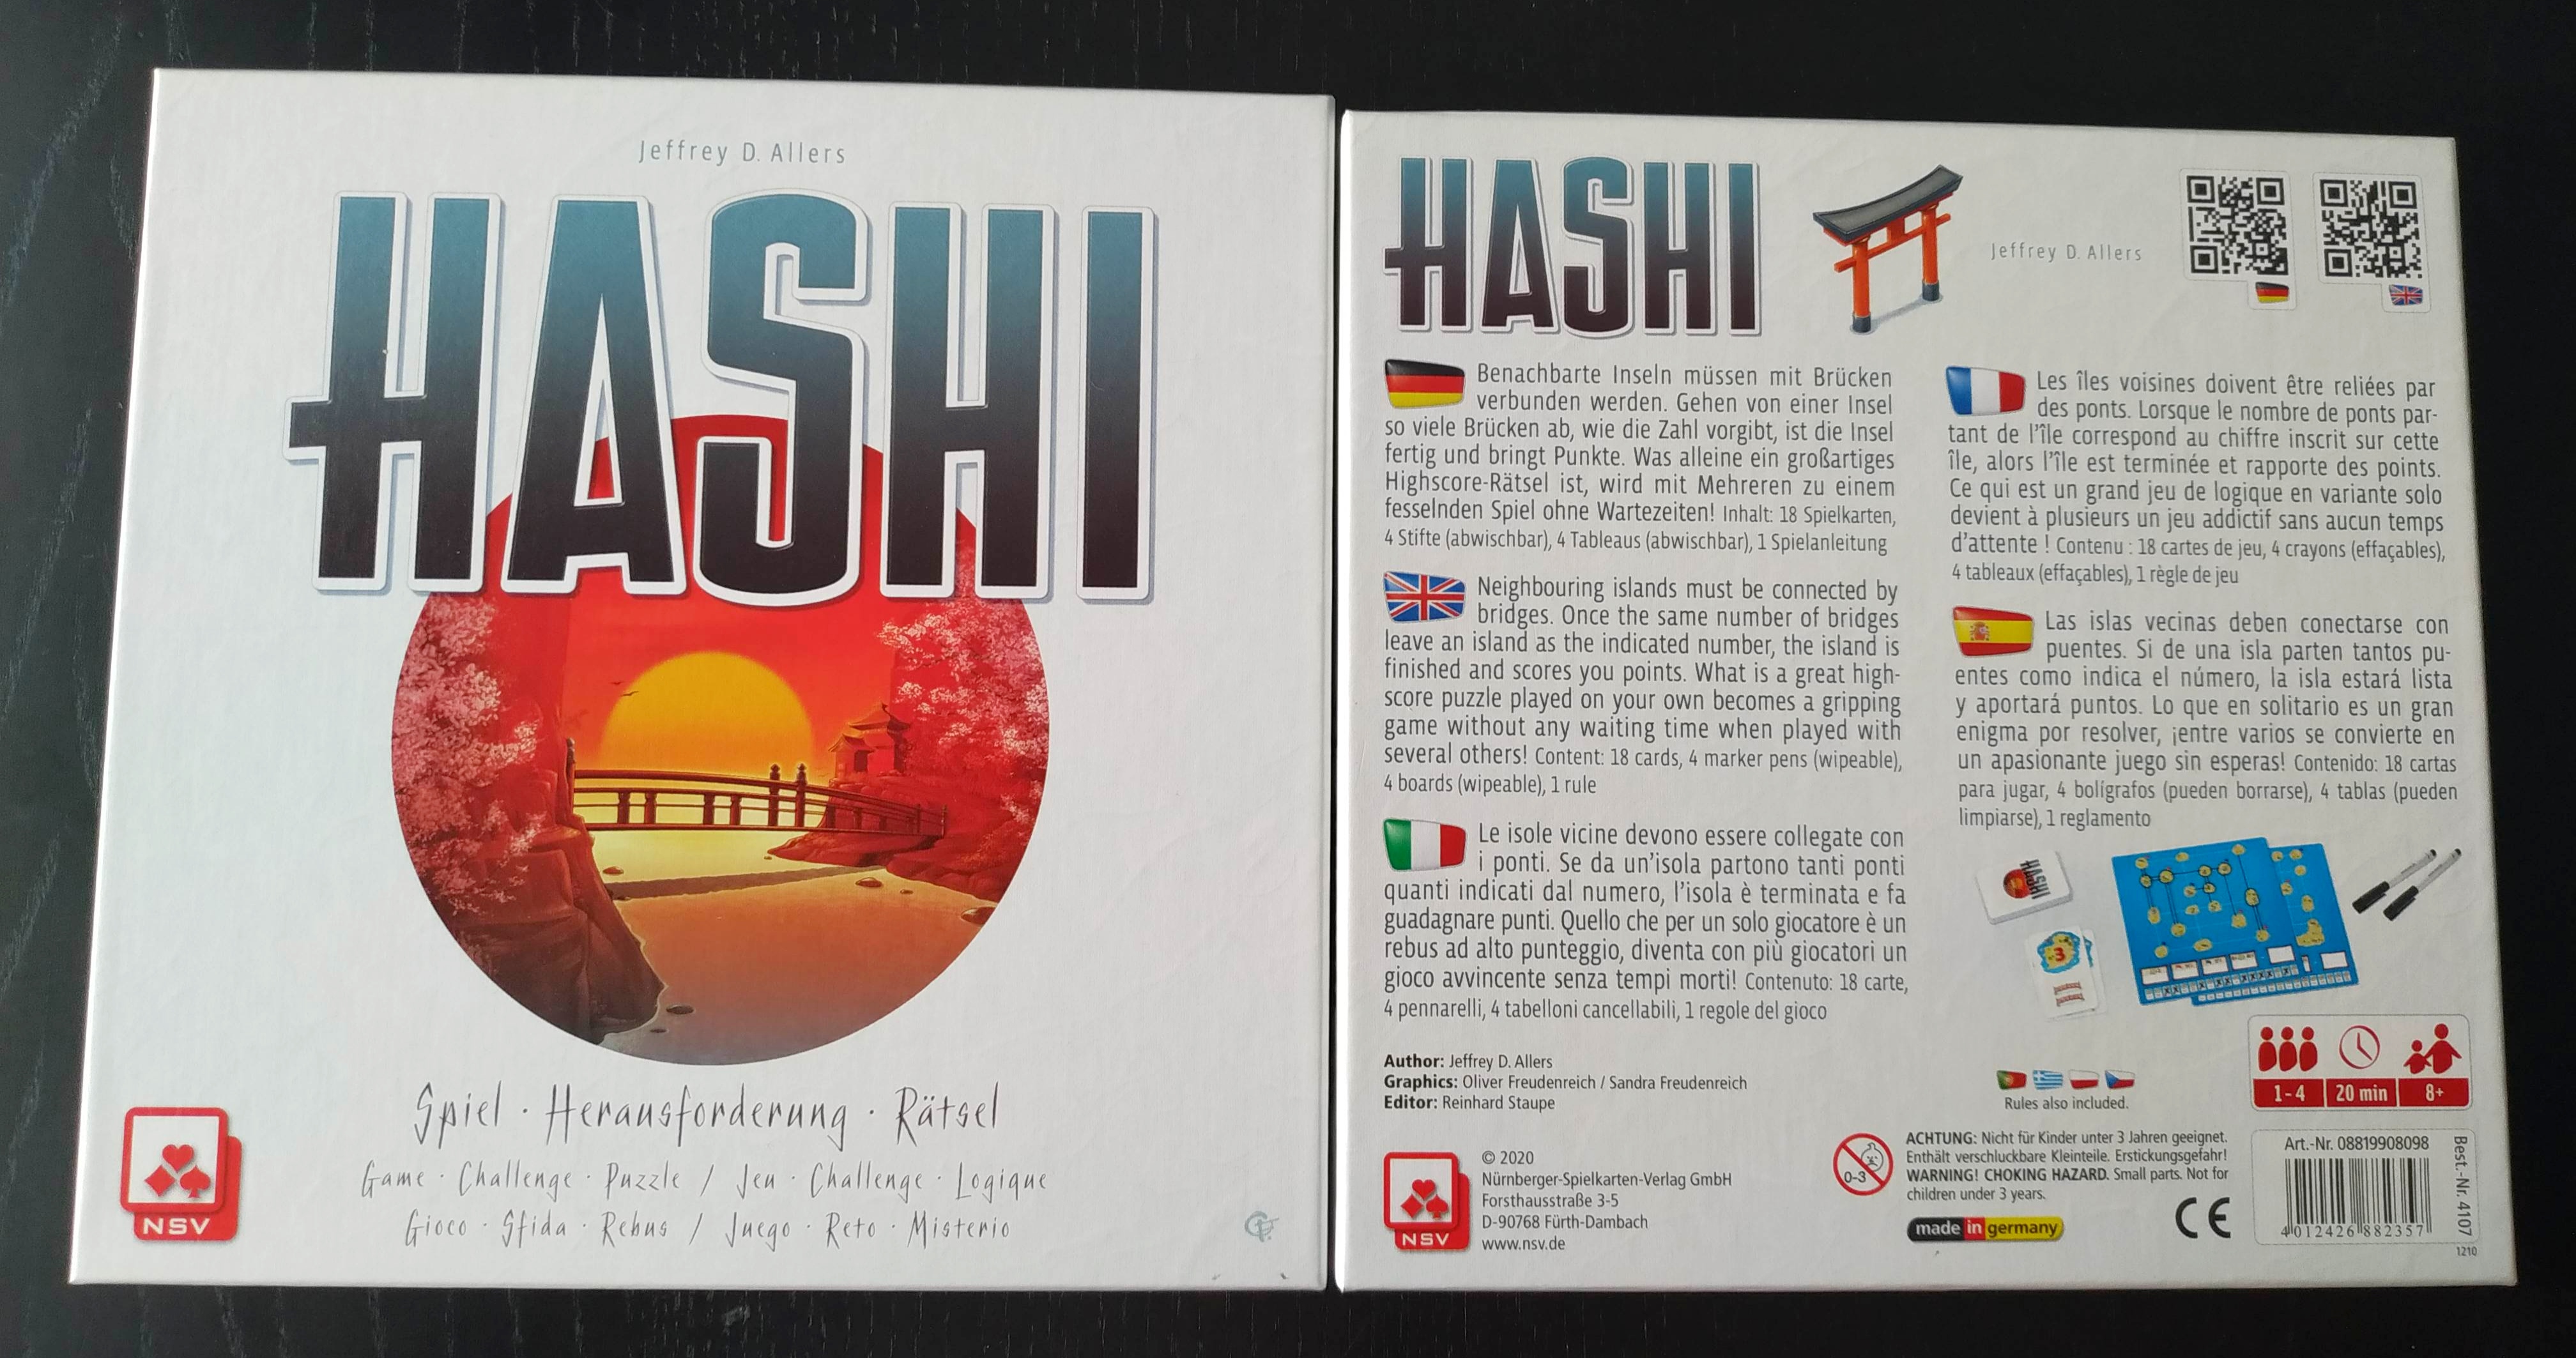 Jeffrey D. Allers
HASHI
Spiel · Herausforderung · Rätsel
Game · Challenge · Puzzle / Jeu · Challenge · Logique
Gioco · Sfida · Rebus / Juego · Reto · Misterio
NSV
HASHI
Jeffrey D. Allers
Benachbarte Inseln müssen mit Brücken
verbunden werden. Gehen von einer Insel
so viele Brücken ab, wie die Zahl vorgibt, ist die Insel
fertig und bringt Punkte. Was alleine ein großartiges
Highscore-Rätsel ist, wird mit Mehreren zu einem
fesselnden Spiel ohne Wartezeiten! Inhalt: 18 Spielkarten,
4 Stifte (abwischbar), 4 Tableaus (abwischbar), 1 Spielanleitung
Neighbouring islands must be connected by
bridges. Once the same number of bridges
leave an island as the indicated number, the island is
finished and scores you points. What is a great high-
score puzzle played on your own becomes a gripping
game without any waiting time when played with
several others! Content: 18 cards, 4 marker pens (wipeable),
4 boards (wipeable), 1 rule
Le isole vicine devono essere collegate con
i ponti. Se da un'isola partono tanti ponti
quanti indicati dal numero, l'isola è terminata e fa
guadagnare punti. Quello che per un solo giocatore è un
rebus ad alto punteggio, diventa con più giocatori un
gioco avvincente senza tempi morti! Contenuto: 18 carte,
4 pennarelli, 4 tabelloni cancellabili, 1 regole del gioco
Les îles voisines doivent être reliées par
des ponts. Lorsque le nombre de ponts par-
tant de l'île correspond au chiffre inscrit sur cette
île, alors l'île est terminée et rapporte des points.
Ce qui est un grand jeu de logique en variante solo
devient à plusieurs un jeu addictif sans aucun temps
d'attente ! Contenu : 18 cartes de jeu, 4 crayons (effaçables),
4 tableaux (effaçables), 1 règle de jeu
Las islas vecinas deben conectarse con
puentes. Si de una isla parten tantos pu-
entes como indica el número, la isla estará lista
y aportará puntos. Lo que en solitario es un gran
enigma por resolver, ¡entre varios se convierte en
un apasionante juego sin esperas! Contenido: 18 cartas
para jugar, 4 bolígrafos (pueden borrarse), 4 tablas (pueden
limpiarse), 1 reglamento
HASHI
3
Author: Jeffrey D. Allers
Graphics: Oliver Freudenreich / Sandra Freudenreich
Editor: Reinhard Staupe
Rules also included.
1-4 20 min 8+
NSV
© 2020
Nürnberger-Spielkarten-Verlag GmbH
Forsthausstraße 3-5
D-90768 Fürth-Dambach
www.nsv.de
0-3
ACHTUNG: Nicht für Kinder unter 3 Jahren geeignet.
Enthält verschluckbare Kleinteile. Erstickungsgefahr!
WARNING! CHOKING HAZARD. Small parts. Not for
children under 3 years.
made in germany
CE
Art.-Nr. 08819908098
4012426882357
Best.-Nr. 4107
1210